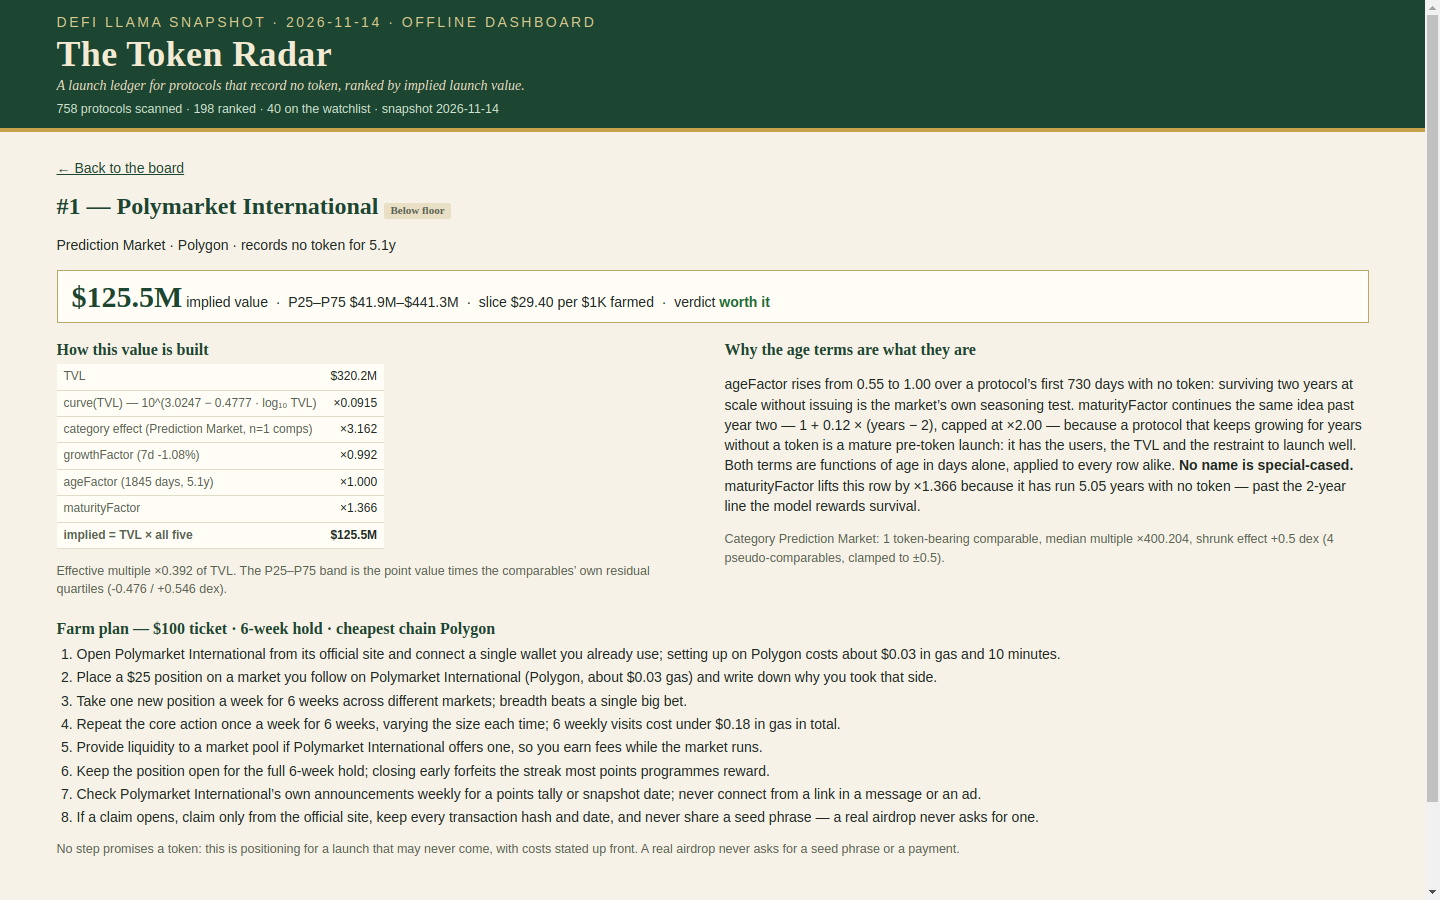 DEFI LLAMA SNAPSHOT · 2026-11-14 · OFFLINE DASHBOARD
The Token Radar
A launch ledger for protocols that record no token, ranked by implied launch value.
758 protocols scanned · 198 ranked · 40 on the watchlist · snapshot 2026-11-14
← Back to the board
#1 — Polymarket International Below floor
Prediction Market · Polygon · records no token for 5.1y
$125.5M implied value · P25–P75 $41.9M–$441.3M · slice $29.40 per $1K farmed · verdict worth it
How this value is built
TVL $320.2M
curve(TVL) — 10^(3.0247 − 0.4777 · log₁₀ TVL) ×0.0915
category effect (Prediction Market, n=1 comps) ×3.162
growthFactor (7d -1.08%) ×0.992
ageFactor (1845 days, 5.1y) ×1.000
maturityFactor ×1.366
implied = TVL × all five $125.5M
Effective multiple ×0.392 of TVL. The P25–P75 band is the point value times the comparables’ own residual
quartiles (-0.476 / +0.546 dex).
Why the age terms are what they are
ageFactor rises from 0.55 to 1.00 over a protocol’s first 730 days with no token: surviving two years at
scale without issuing is the market’s own seasoning test. maturityFactor continues the same idea past
year two — 1 + 0.12 × (years − 2), capped at ×2.00 — because a protocol that keeps growing for years
without a token is a mature pre-token launch: it has the users, the TVL and the restraint to launch well.
Both terms are functions of age in days alone, applied to every row alike. No name is special-cased.
maturityFactor lifts this row by ×1.366 because it has run 5.05 years with no token — past the 2-year
line the model rewards survival.
Category Prediction Market: 1 token-bearing comparable, median multiple ×400.204, shrunk effect +0.5 dex (4
pseudo-comparables, clamped to ±0.5).
Farm plan — $100 ticket · 6-week hold · cheapest chain Polygon
1. Open Polymarket International from its official site and connect a single wallet you already use; setting up on Polygon costs about $0.03 in gas and 10 minutes.
2. Place a $25 position on a market you follow on Polymarket International (Polygon, about $0.03 gas) and write down why you took that side.
3. Take one new position a week for 6 weeks across different markets; breadth beats a single big bet.
4. Repeat the core action once a week for 6 weeks, varying the size each time; 6 weekly visits cost under $0.18 in gas in total.
5. Provide liquidity to a market pool if Polymarket International offers one, so you earn fees while the market runs.
6. Keep the position open for the full 6-week hold; closing early forfeits the streak most points programmes reward.
7. Check Polymarket International’s own announcements weekly for a points tally or snapshot date; never connect from a link in a message or an ad.
8. If a claim opens, claim only from the official site, keep every transaction hash and date, and never share a seed phrase — a real airdrop never asks for one.
No step promises a token: this is positioning for a launch that may never come, with costs stated up front. A real airdrop never asks for a seed phrase or a payment.